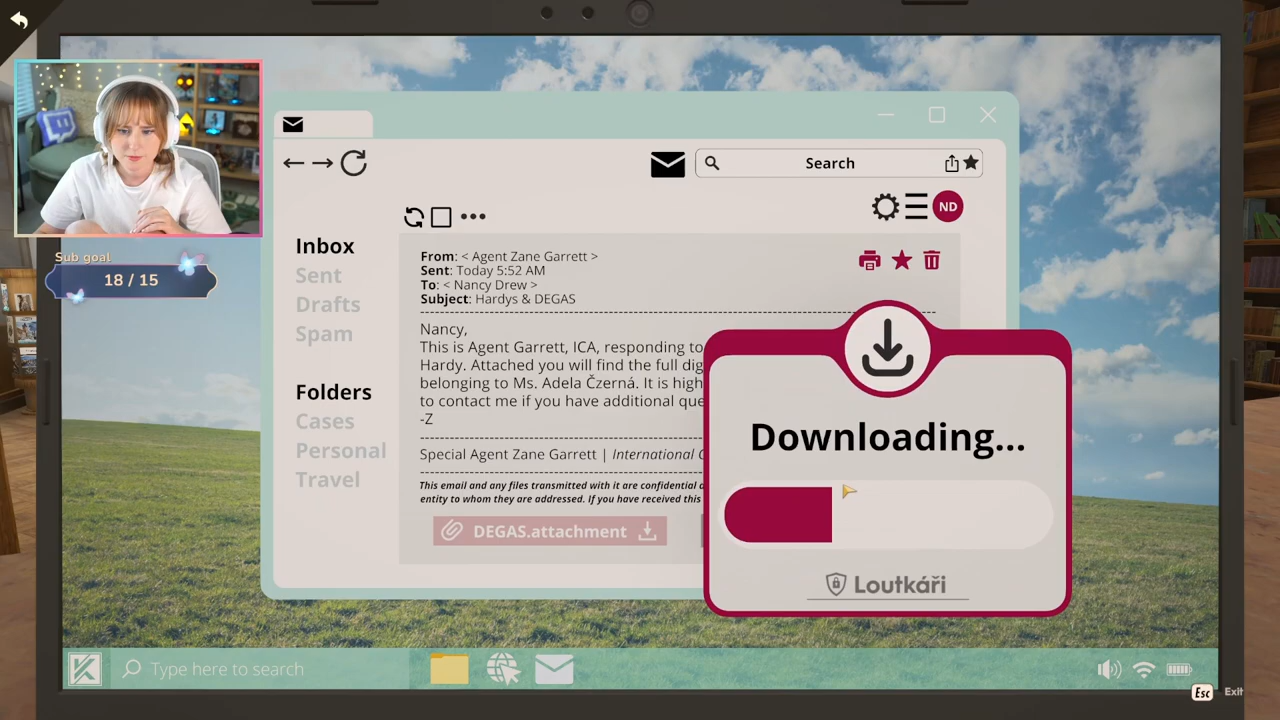 Sub goal
18 / 15
Search
ND
Inbox
Sent
Drafts
Spam
Folders
Cases
Personal
Travel
From: < Agent Zane Garrett >
Sent: Today 5:52 AM
To: < Nancy Drew >
Subject: Hardys & DEGAS
Nancy,
This is Agent Garrett, ICA, responding to
Hardy. Attached you will find the full dig
belonging to Ms. Adela Čzerná. It is high
to contact me if you have additional que
-Z
Special Agent Zane Garrett | International
This email and any files transmitted with it are confidential
entity to whom they are addressed. If you have received this
DEGAS.attachment
Downloading...
Loutkáři
Type here to search
Esc Exit